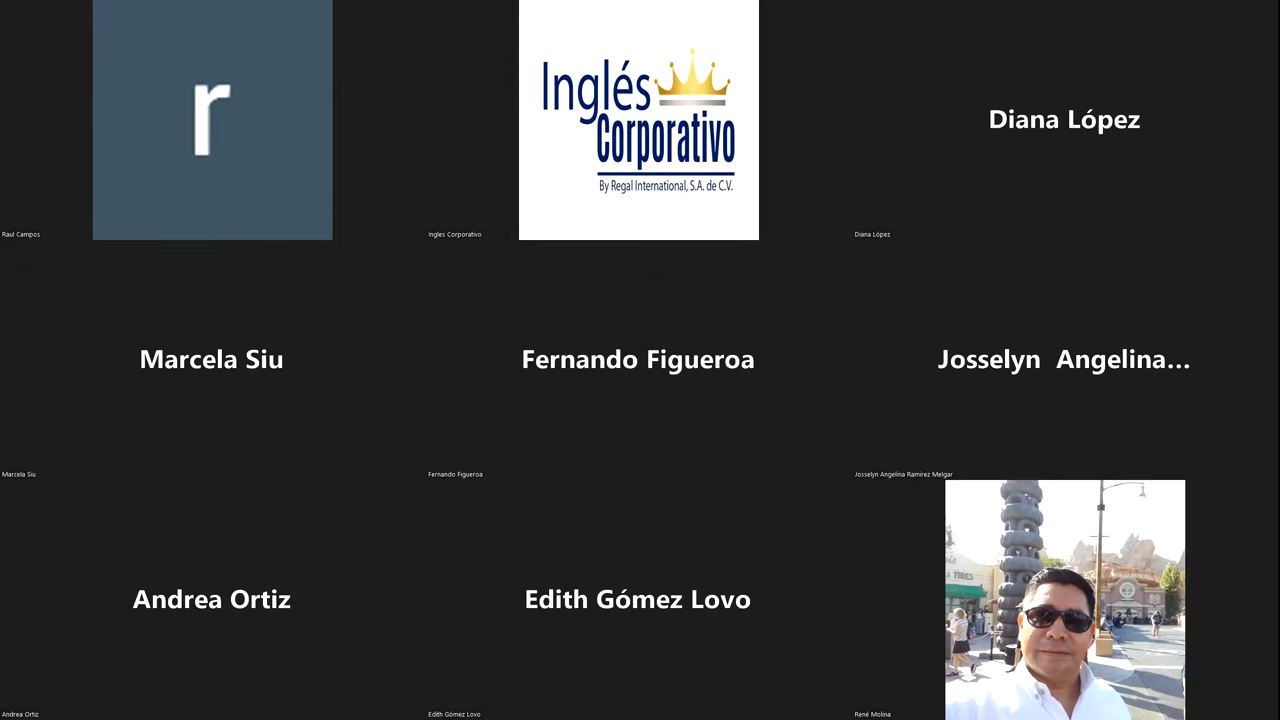 r
Raul Campos
Inglés
Corporativo
By Regal International, S.A. de C.V.
Ingles Corporativo
Diana López
Diana López
Marcela Siu
Marcela Siu
Fernando Figueroa
Fernando Figueroa
Josselyn Angelina...
Josselyn Angelina Ramirez Melgar
Andrea Ortiz
Andrea Ortiz
Edith Gómez Lovo
Edith Gómez Lovo
TIRES
René Molina